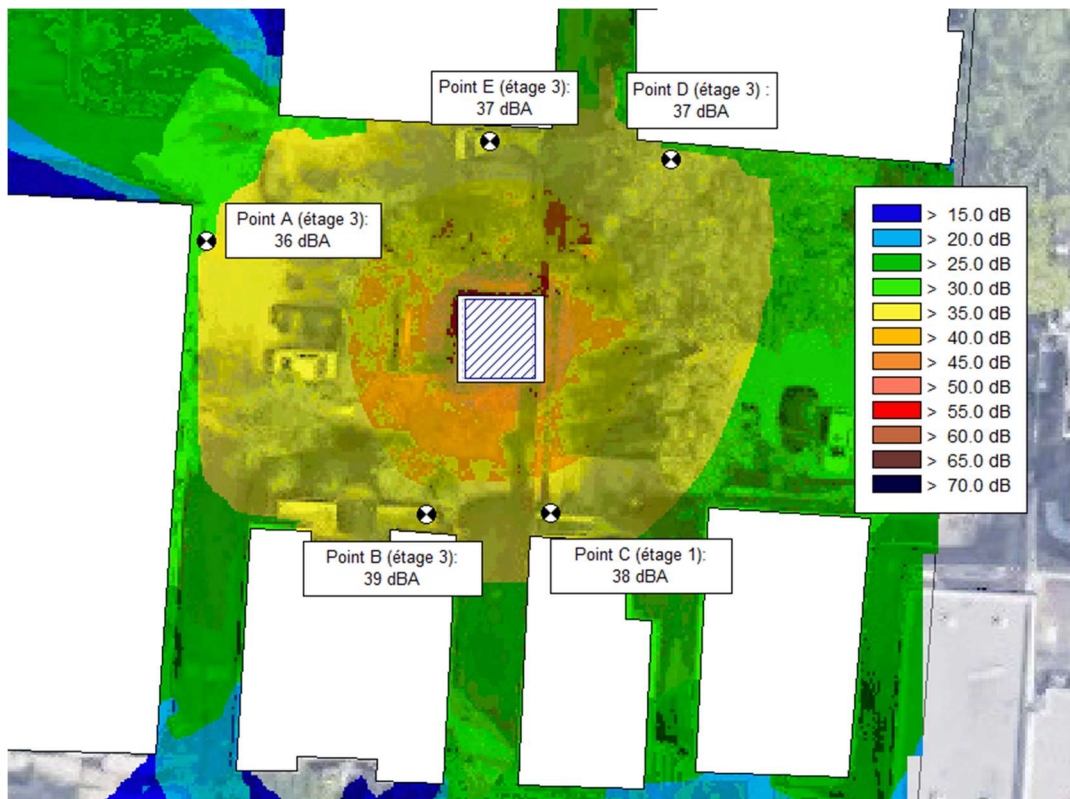 Point E (étage 3):
37 dBA
Point D (étage 3) :
37 dBA
Point A (étage 3):
36 dBA
> 15.0 dB
> 20.0 dB
> 25.0 dB
> 30.0 dB
> 35.0 dB
> 40.0 dB
> 45.0 dB
> 50.0 dB
> 55.0 dB
> 60.0 dB
> 65.0 dB
> 70.0 dB
Point B (étage 3):
39 dBA
Point C (étage 1):
38 dBA